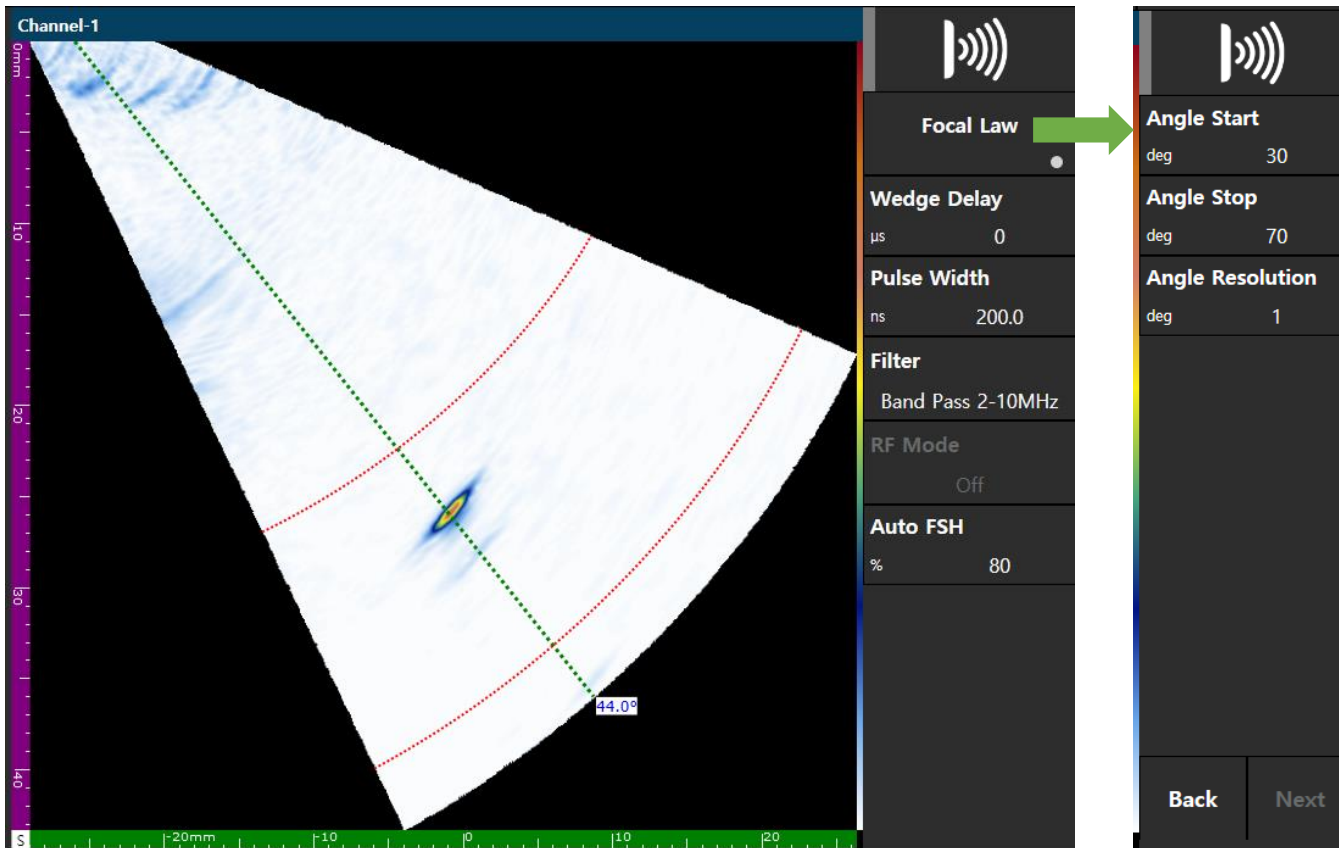 Channel-1
0mm
10
20
30
40
44.0°
S
-20mm
-10
0
10
20
Focal Law
Wedge Delay
µs 0
Pulse Width
ns 200.0
Filter
Band Pass 2-10MHz
RF Mode
Off
Auto FSH
% 80
Angle Start
deg 30
Angle Stop
deg 70
Angle Resolution
deg 1
Back Next